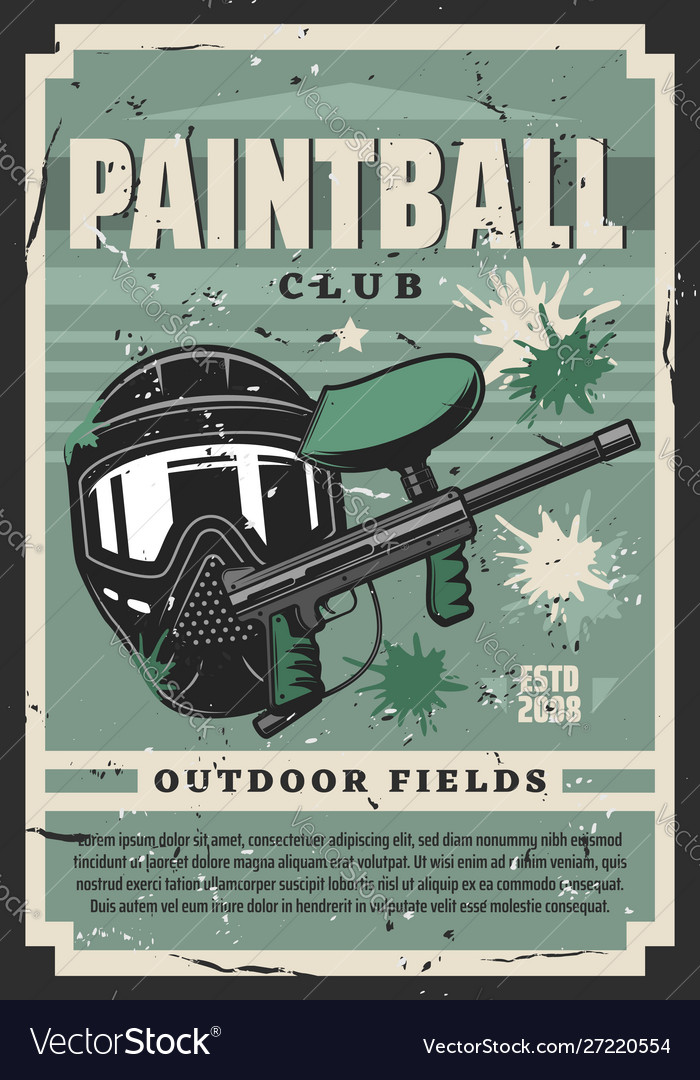 PAINTBALL
CLUB
ESTD
2008
OUTDOOR FIELDS
Lorem ipsum dolor sit amet, consectetuer adipiscing elit, sed diam nonummy nibh euismod
tincidunt ut laoreet dolore magna aliquam erat volutpat. Ut wisi enim ad minim veniam, quis
nostrud exerci tation ullamcorper suscipit lobortis nisl ut aliquip ex ea commodo consequat.
Duis autem vel eum iriure dolor in hendrerit in vulputate velit esse molestie consequat.
VectorStock®
VectorStock.com/27220554